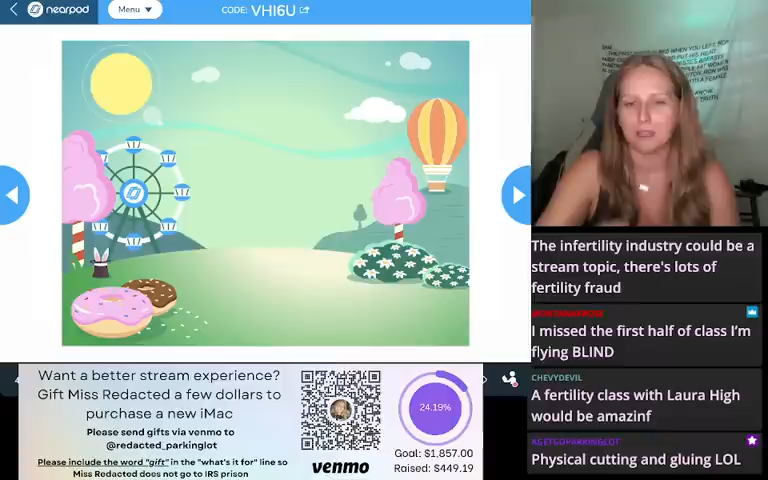 nearpod
Menu ▼
CODE: VHI6U
The infertility industry could be a
stream topic, there's lots of
fertility fraud
I missed the first half of class I'm
flying BLIND
CHEVYDEVIL
A fertility class with Laura High
would be amazinf
Physical cutting and gluing LOL
Want a better stream experience?
Gift Miss Redacted a few dollars to
purchase a new iMac
Please send gifts via venmo to
@redacted_parkinglot
Please include the word "gift" in the "what's it for" line so
Miss Redacted does not go to IRS prison
venmo
24.19%
Goal: $1,857.00
Raised: $449.19